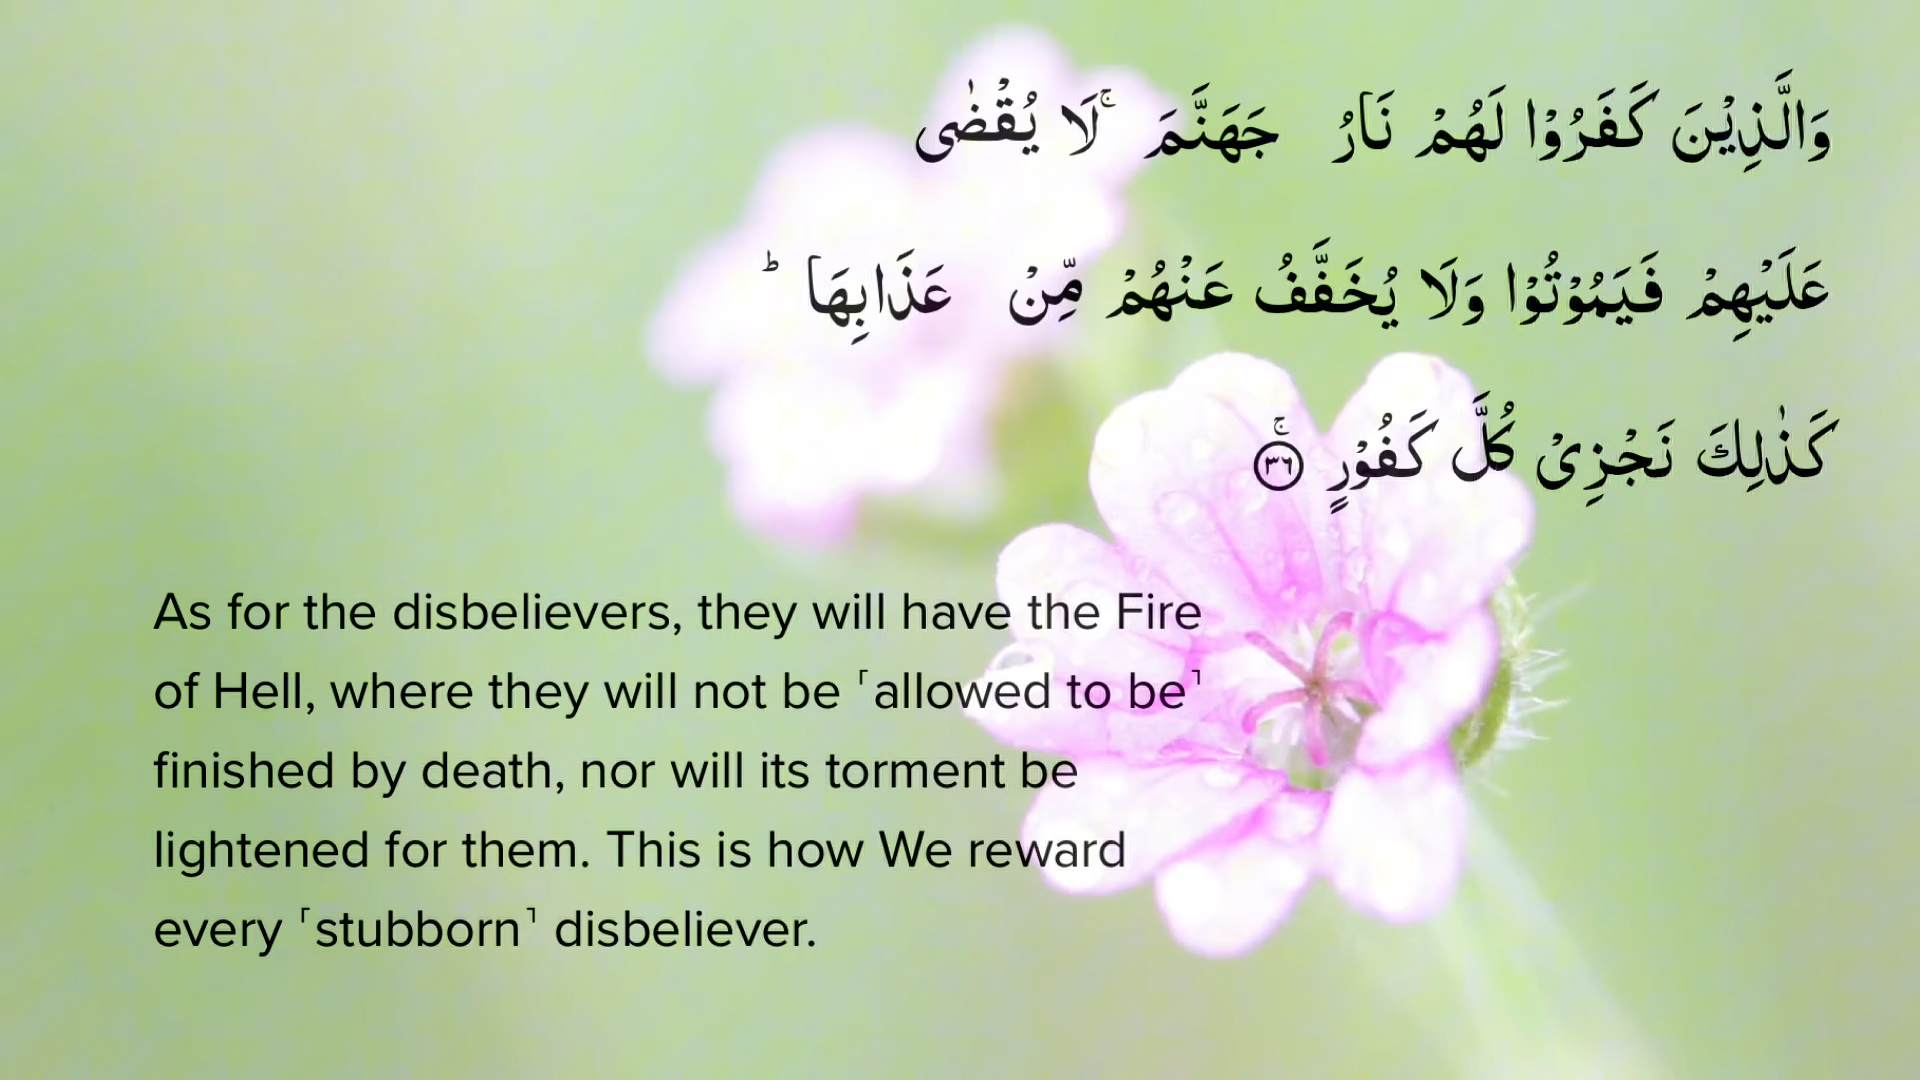 وَالَّذِيْنَ كَفَرُوْا لَهُمْ نَارُ جَهَنَّمَ ۚ لَا يُقْضٰى
عَلَيْهِمْ فَيَمُوْتُوْا وَلَا يُخَفَّفُ عَنْهُمْ مِّنْ عَذَابِهَا ؕ
كَذٰلِكَ نَجْزِىْ كُلَّ كَفُوْرٍ ۚ ٣٦
As for the disbelievers, they will have the Fire
of Hell, where they will not be ˹allowed to be˺
finished by death, nor will its torment be
lightened for them. This is how We reward
every ˹stubborn˺ disbeliever.